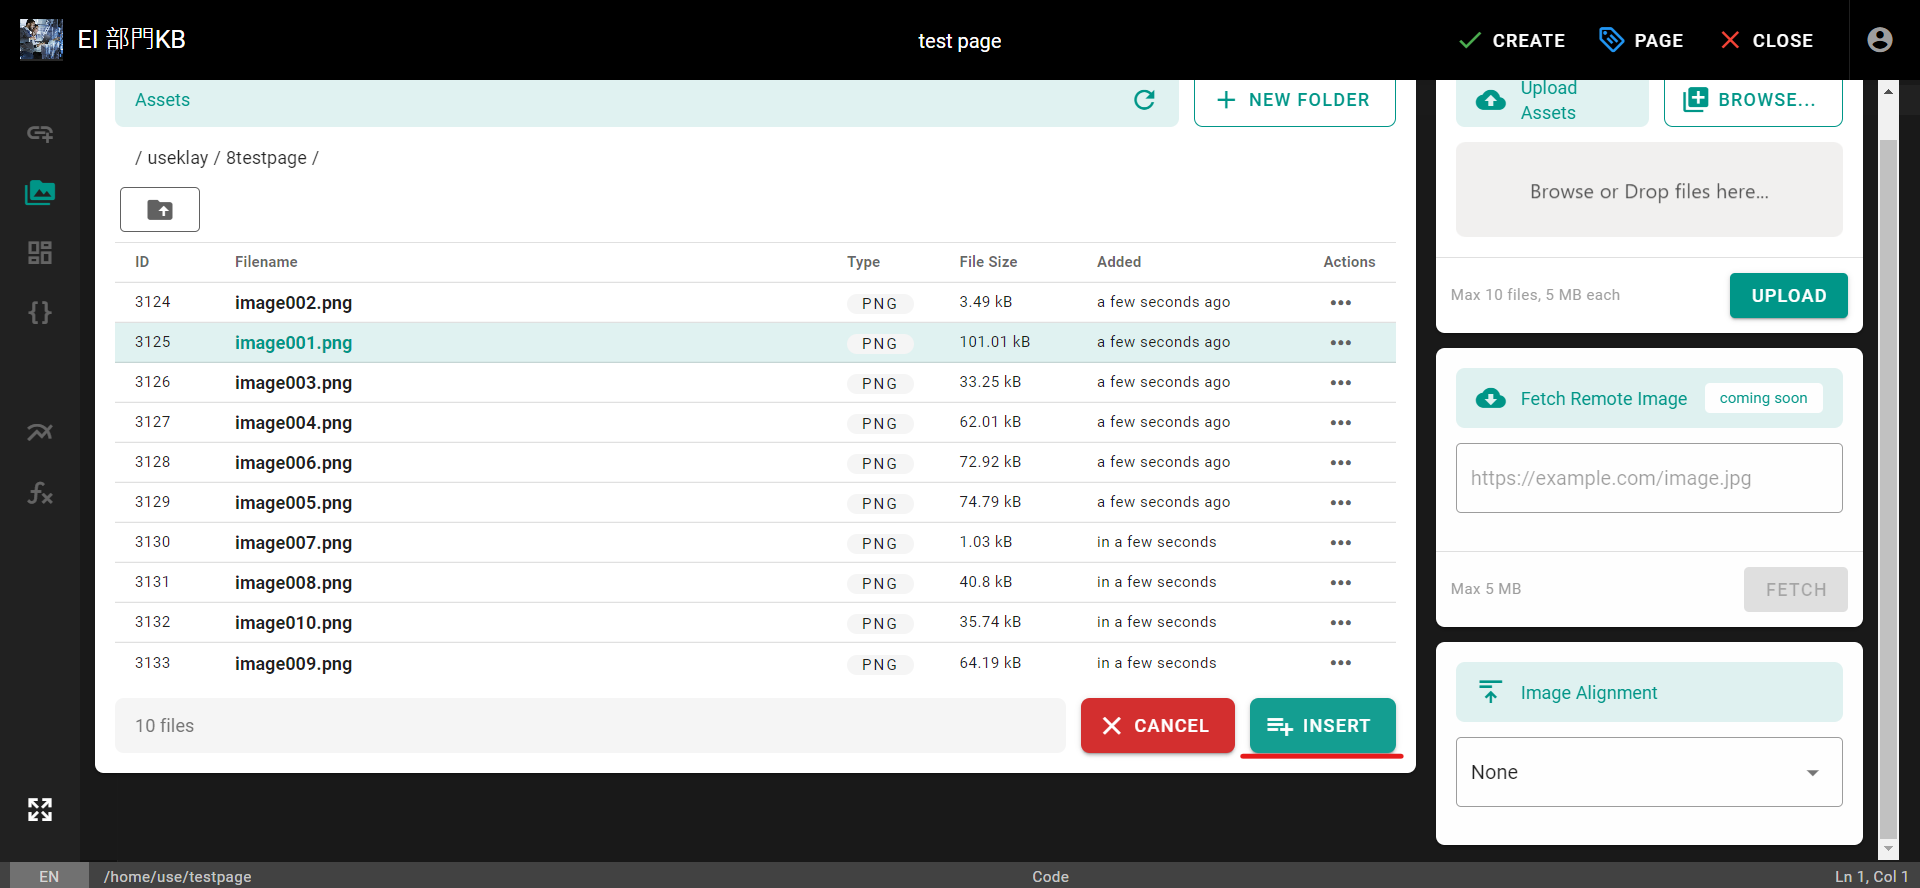 EI 部門KB
test page
CREATE
PAGE
CLOSE
Assets
NEW FOLDER
/ useklay / 8testpage /
ID Filename Type File Size Added Actions
3124 image002.png PNG 3.49 kB a few seconds ago
3125 image001.png PNG 101.01 kB a few seconds ago
3126 image003.png PNG 33.25 kB a few seconds ago
3127 image004.png PNG 62.01 kB a few seconds ago
3128 image006.png PNG 72.92 kB a few seconds ago
3129 image005.png PNG 74.79 kB a few seconds ago
3130 image007.png PNG 1.03 kB in a few seconds
3131 image008.png PNG 40.8 kB in a few seconds
3132 image010.png PNG 35.74 kB in a few seconds
3133 image009.png PNG 64.19 kB in a few seconds
10 files
CANCEL
INSERT
Upload
Assets
BROWSE...
Browse or Drop files here...
Max 10 files, 5 MB each
UPLOAD
Fetch Remote Image
coming soon
https://example.com/image.jpg
Max 5 MB
FETCH
Image Alignment
None
EN
/home/use/testpage
Code
Ln 1, Col 1